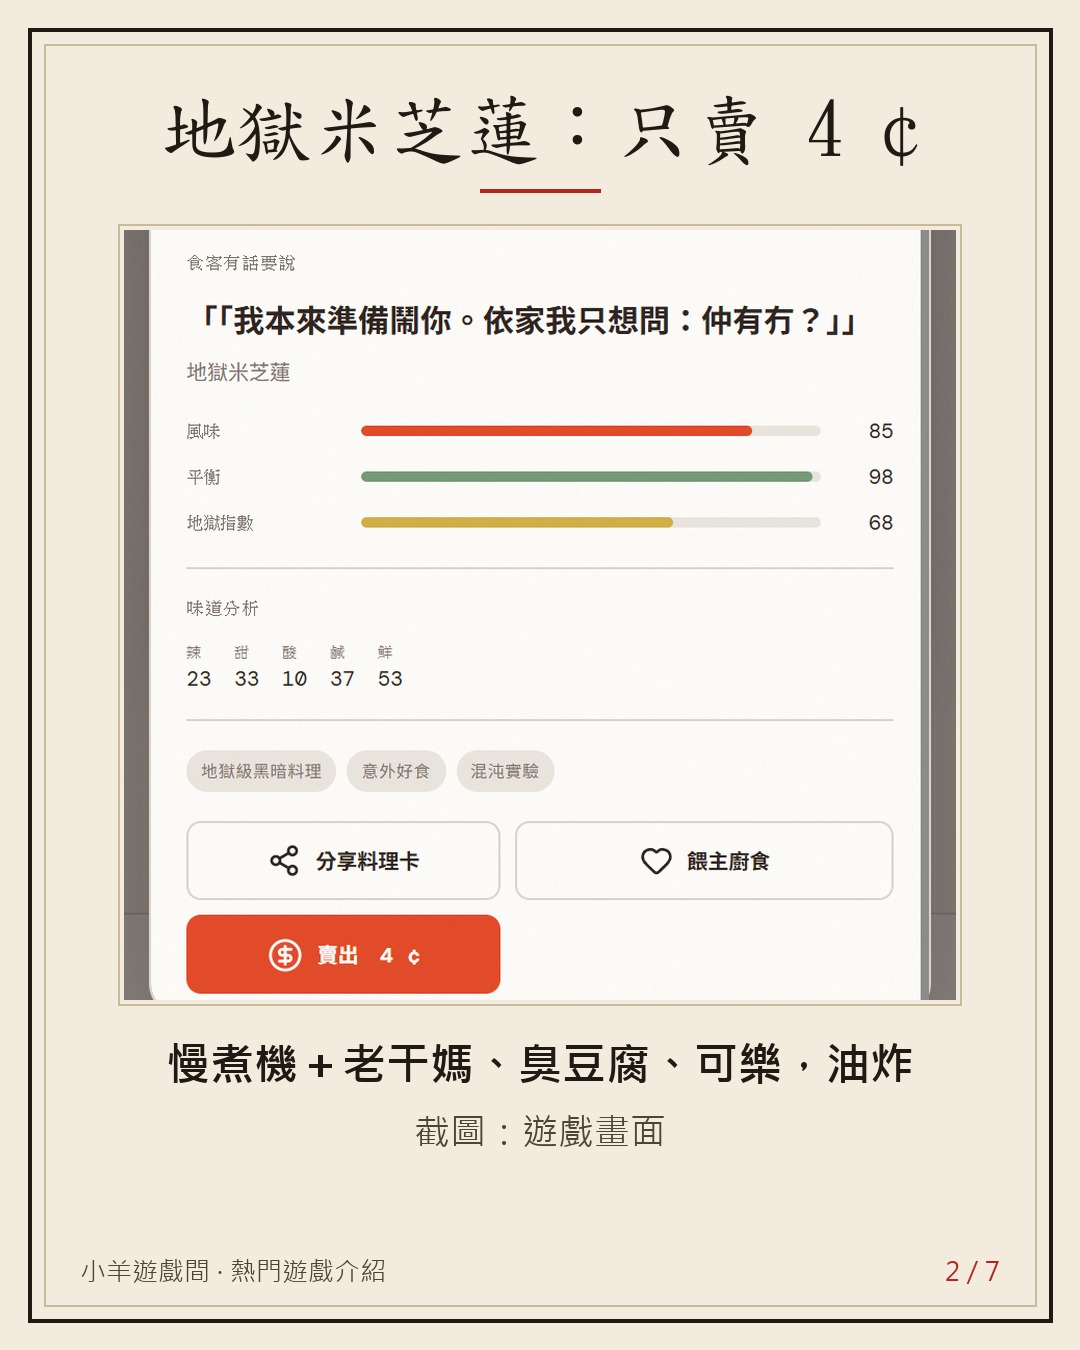 地獄米芝蓮：只賣 4 ¢
食客有話要說
「「我本來準備鬧你。依家我只想問：仲有冇？」」
地獄米芝蓮
風味 85
平衡 98
地獄指數 68
味道分析
辣 甜 酸 鹹 鮮
23 33 10 37 53
地獄級黑暗料理 意外好食 混沌實驗
分享料理卡 餵主廚食
賣出 4 ¢
慢煮機＋老干媽、臭豆腐、可樂，油炸
截圖：遊戲畫面
小羊遊戲間 · 熱門遊戲介紹 2 / 7